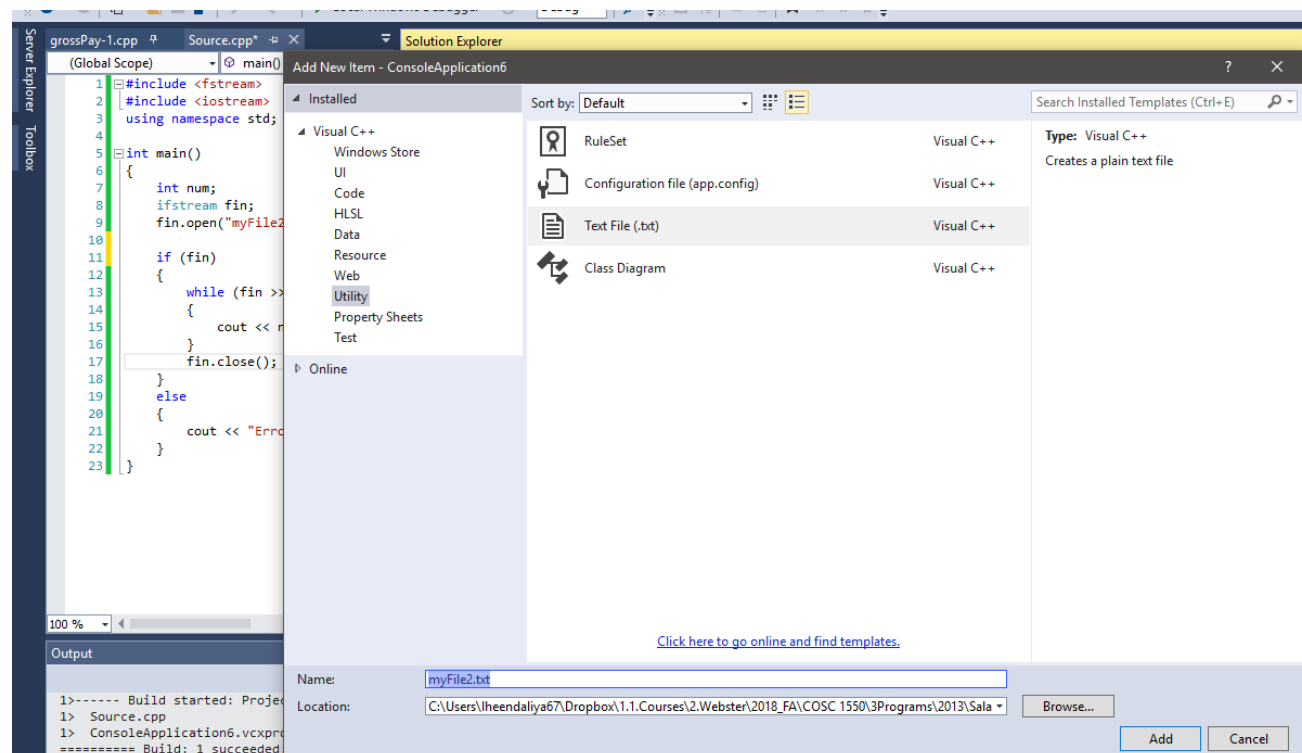 Server Explorer
Toolbox
grossPay-1.cpp
Source.cpp*
Solution Explorer
(Global Scope)
main()
1 #include <fstream>
2 #include <iostream>
3 using namespace std;
4
5 int main()
6 {
7 int num;
8 ifstream fin;
9 fin.open("myFile2
10
11 if (fin)
12 {
13 while (fin >>
14 {
15 cout <<
16 }
17 fin.close();
18 }
19 else
20 {
21 cout << "Erro
22 }
23 }
100 %
Output
1>------ Build started: Proje
1> Source.cpp
1> ConsoleApplication6.vcxpr
========== Build: 1 succeeded
Add New Item - ConsoleApplication6
?
Installed
Visual C++
Windows Store
UI
Code
HLSL
Data
Resource
Web
Utility
Property Sheets
Test
Online
Sort by: Default
RuleSet Visual C++
Configuration file (app.config) Visual C++
Text File (.txt) Visual C++
Class Diagram Visual C++
Click here to go online and find templates.
Search Installed Templates (Ctrl+E)
Type: Visual C++
Creates a plain text file
Name: myFile2.txt
Location: C:\Users\lheendaliya67\Dropbox\1.1.Courses\2.Webster\2018_FA\COSC 1550\3Programs\2013\Sala
Browse...
Add Cancel